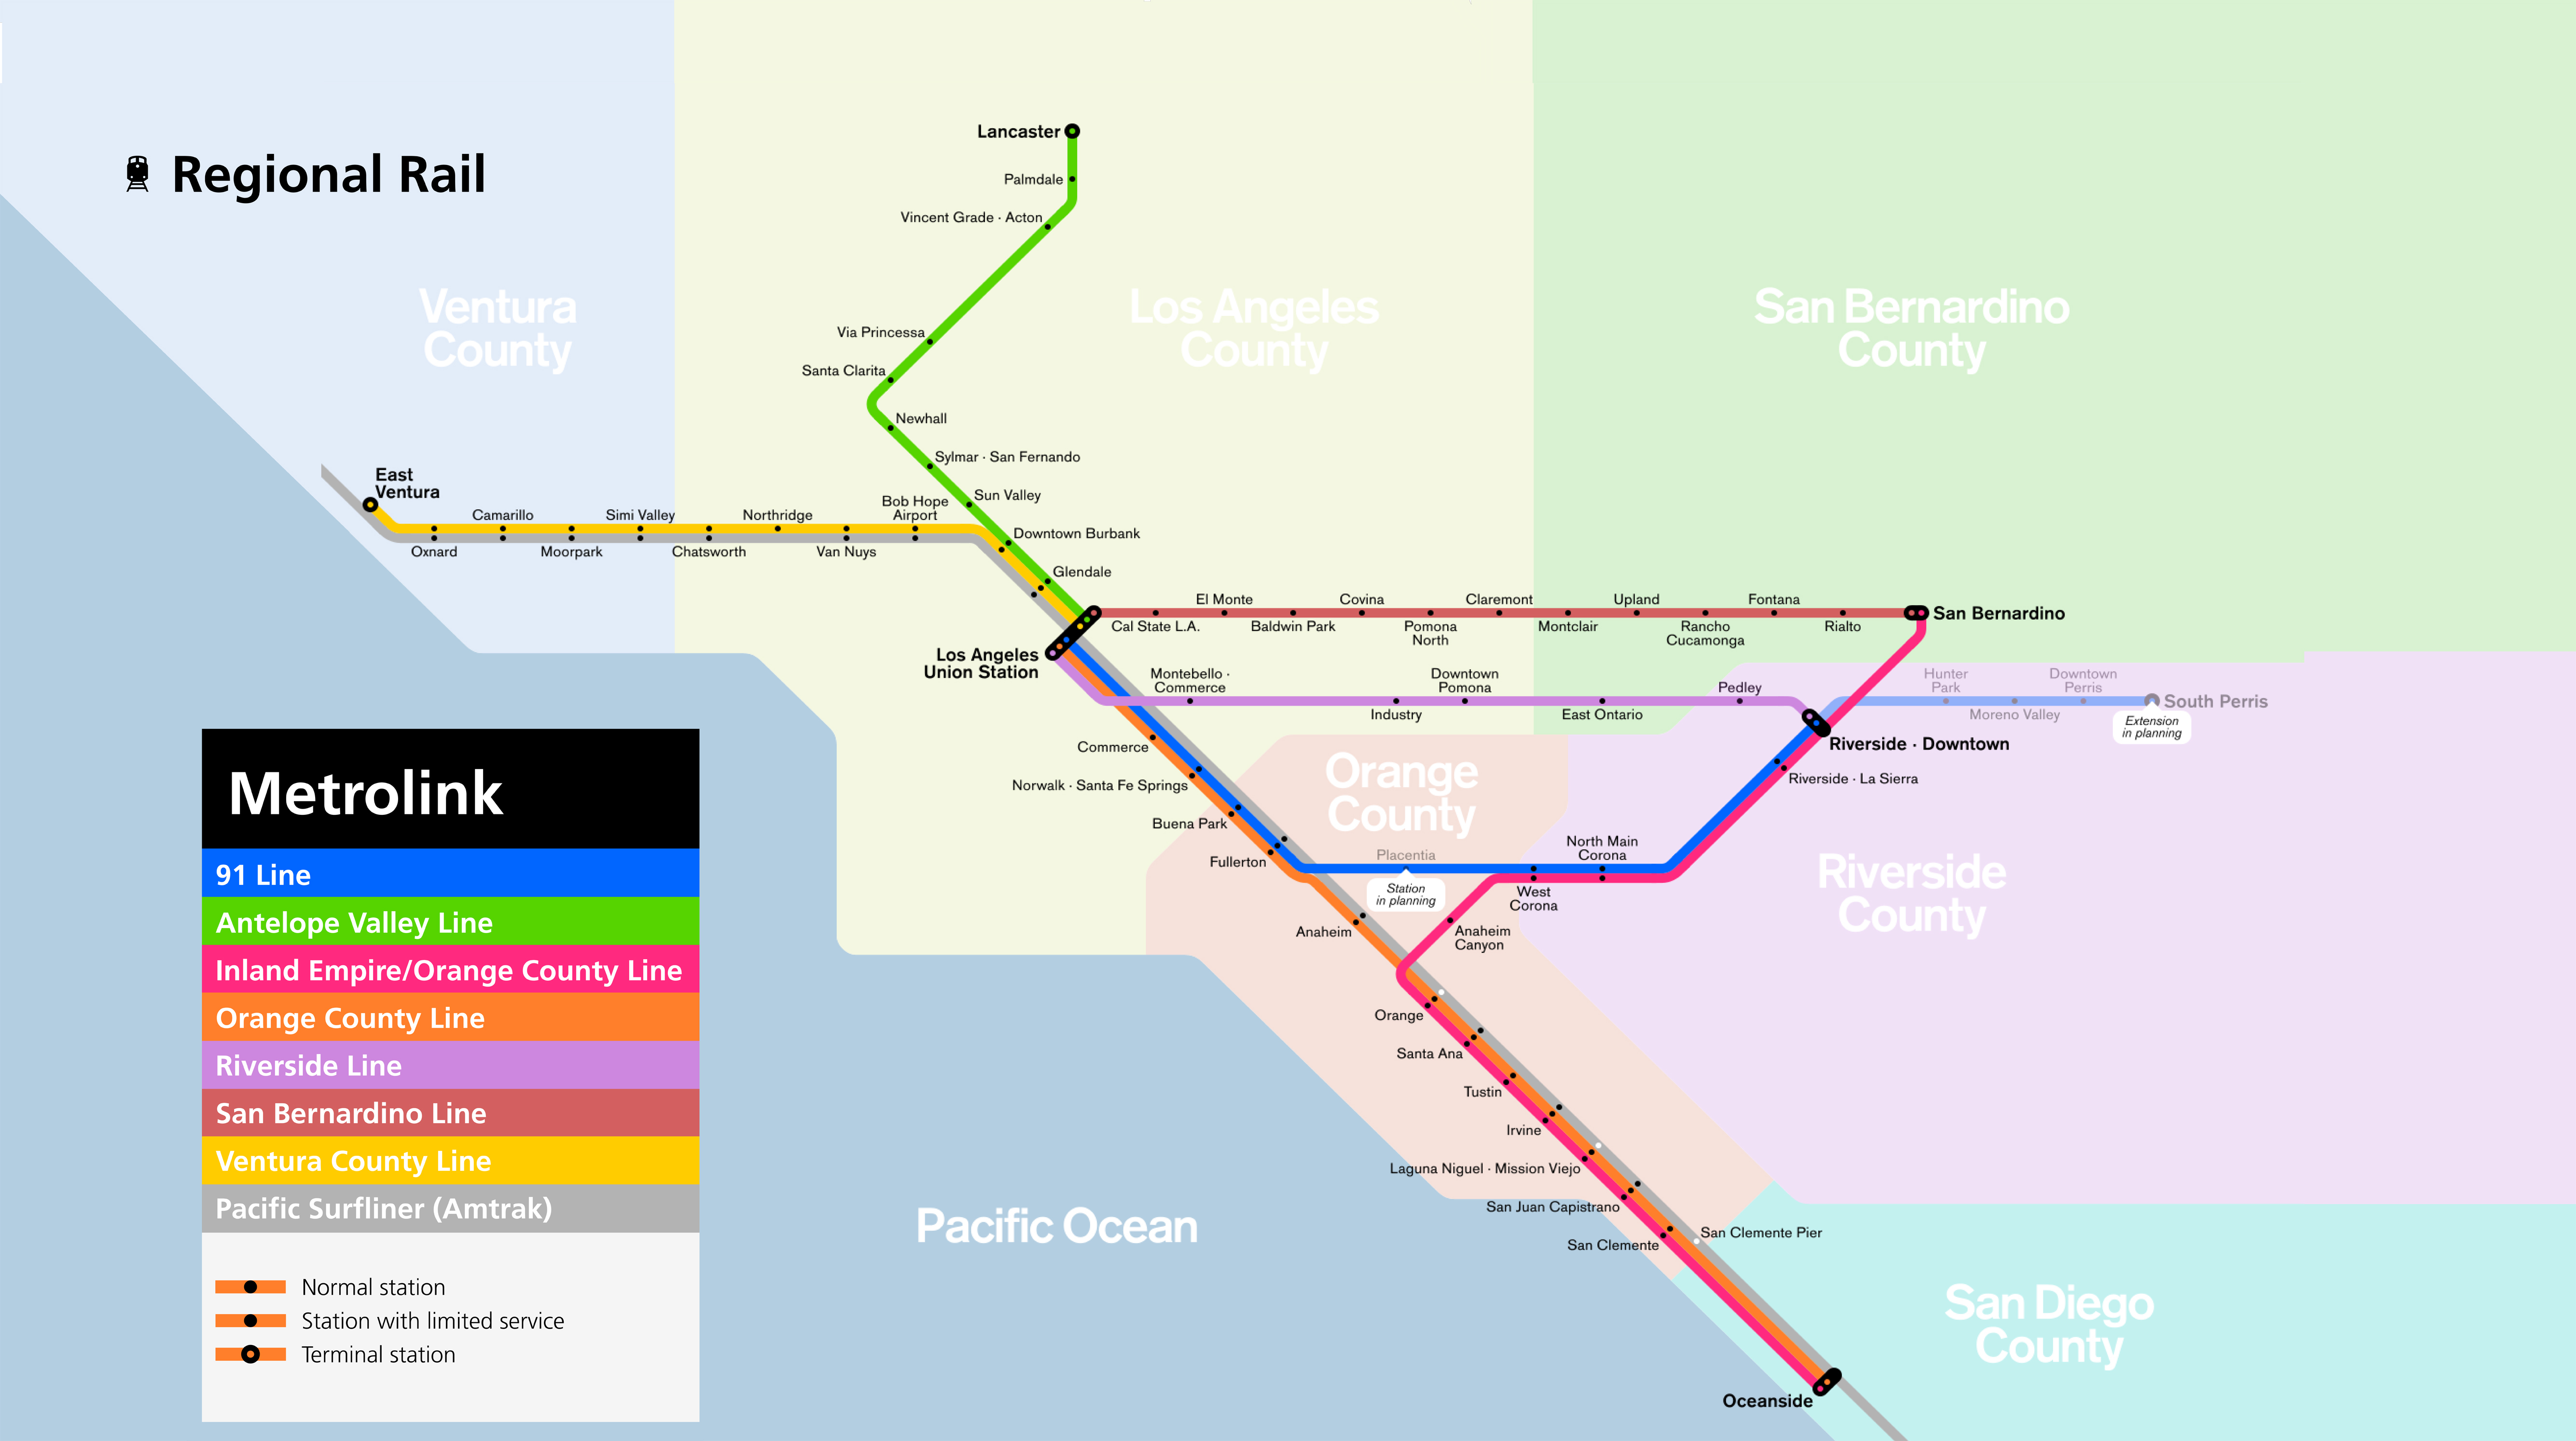 Regional Rail
Ventura
County
Los Angeles
County
San Bernardino
County
Lancaster
Palmdale
Vincent Grade · Acton
Via Princessa
Santa Clarita
Newhall
Sylmar · San Fernando
Sun Valley
Downtown Burbank
Glendale
East
Ventura
Oxnard
Camarillo
Moorpark
Simi Valley
Chatsworth
Northridge
Van Nuys
Bob Hope
Airport
Los Angeles
Union Station
Cal State L.A.
El Monte
Baldwin Park
Covina
Pomona
North
Claremont
Montclair
Upland
Rancho
Cucamonga
Fontana
Rialto
San Bernardino
Montebello ·
Commerce
Industry
Downtown
Pomona
East Ontario
Pedley
Riverside · Downtown
Hunter
Park
Moreno Valley
Downtown
Perris
South Perris
Extension
in planning
Riverside · La Sierra
Commerce
Norwalk · Santa Fe Springs
Buena Park
Fullerton
Orange
County
Placentia
Station
in planning
North Main
Corona
West
Corona
Riverside
County
Anaheim
Anaheim
Canyon
Orange
Santa Ana
Tustin
Irvine
Laguna Niguel · Mission Viejo
San Juan Capistrano
San Clemente
San Clemente Pier
Oceanside
San Diego
County
Pacific Ocean
Metrolink
91 Line
Antelope Valley Line
Inland Empire/Orange County Line
Orange County Line
Riverside Line
San Bernardino Line
Ventura County Line
Pacific Surfliner (Amtrak)
Normal station
Station with limited service
Terminal station